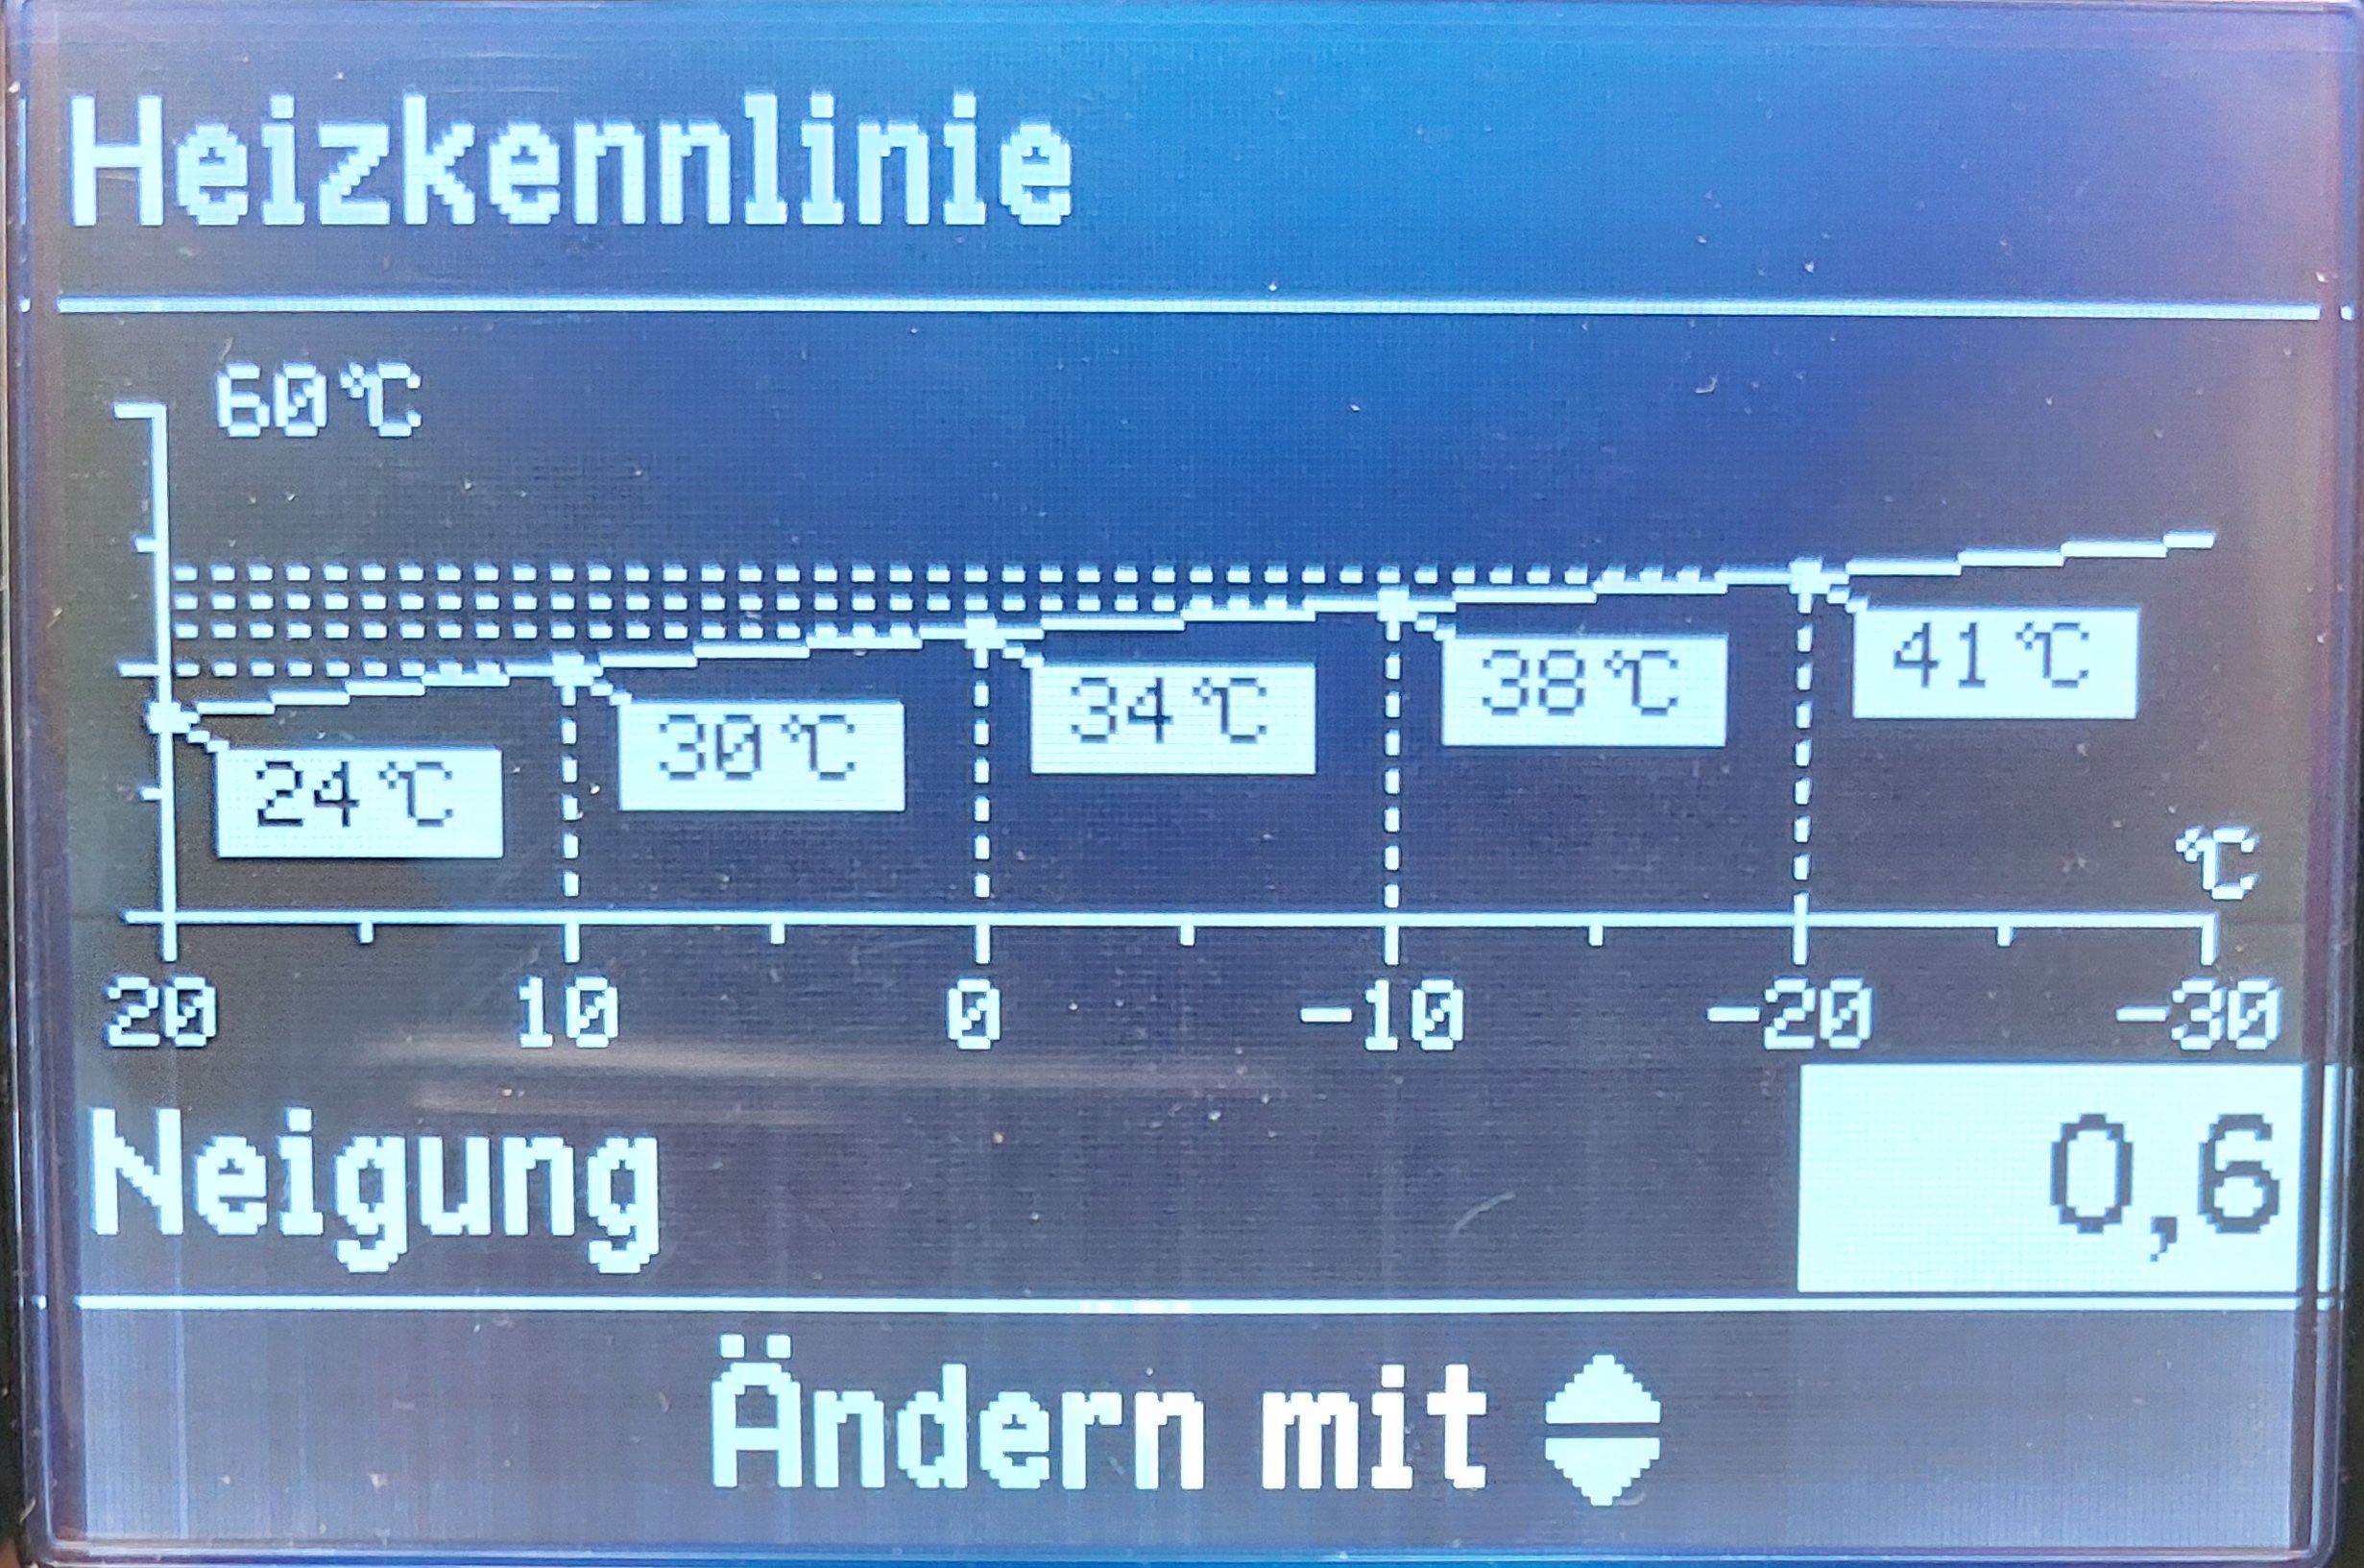 Heizkennlinie
60℃
41℃
38℃
34℃
30℃
24℃
℃
20 10 0 -10 -20 -30
Neigung 0,6
Ändern mit